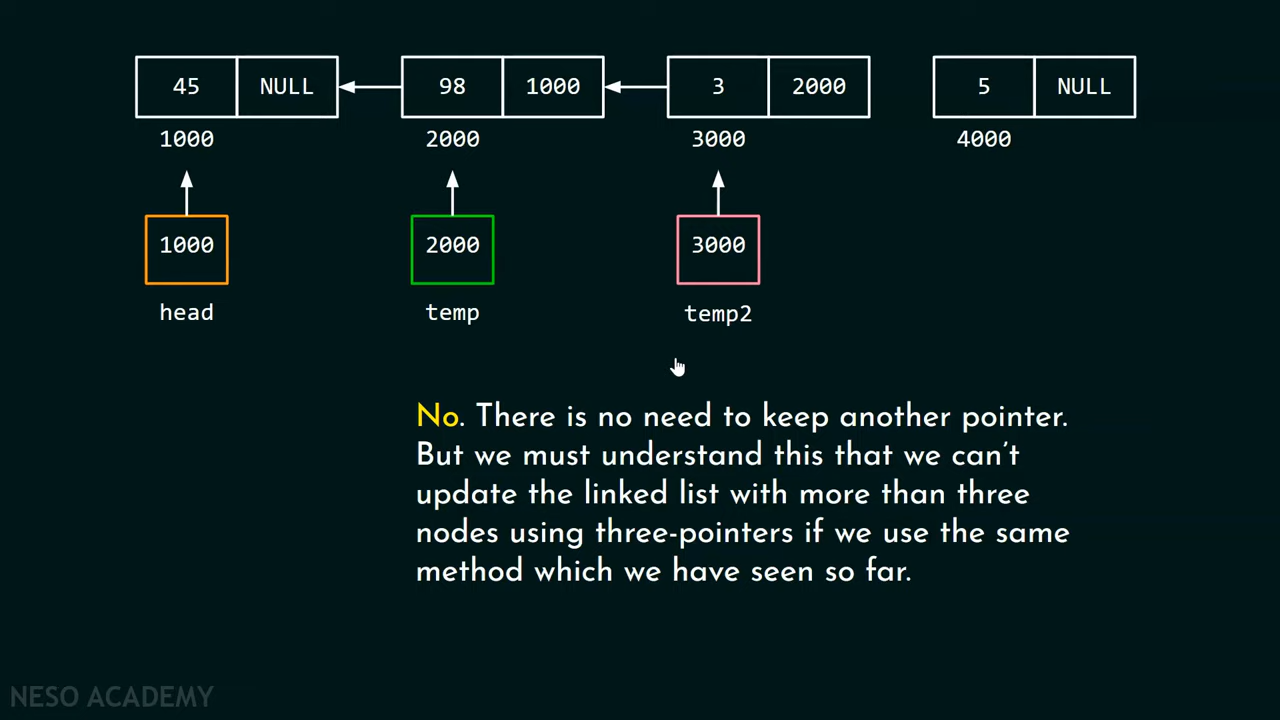 45 NULL 98 1000 3 2000 5 NULL
1000 2000 3000 4000
1000 2000 3000
head temp temp2
No. There is no need to keep another pointer.
But we must understand this that we can't
update the linked list with more than three
nodes using three-pointers if we use the same
method which we have seen so far.
NESO ACADEMY